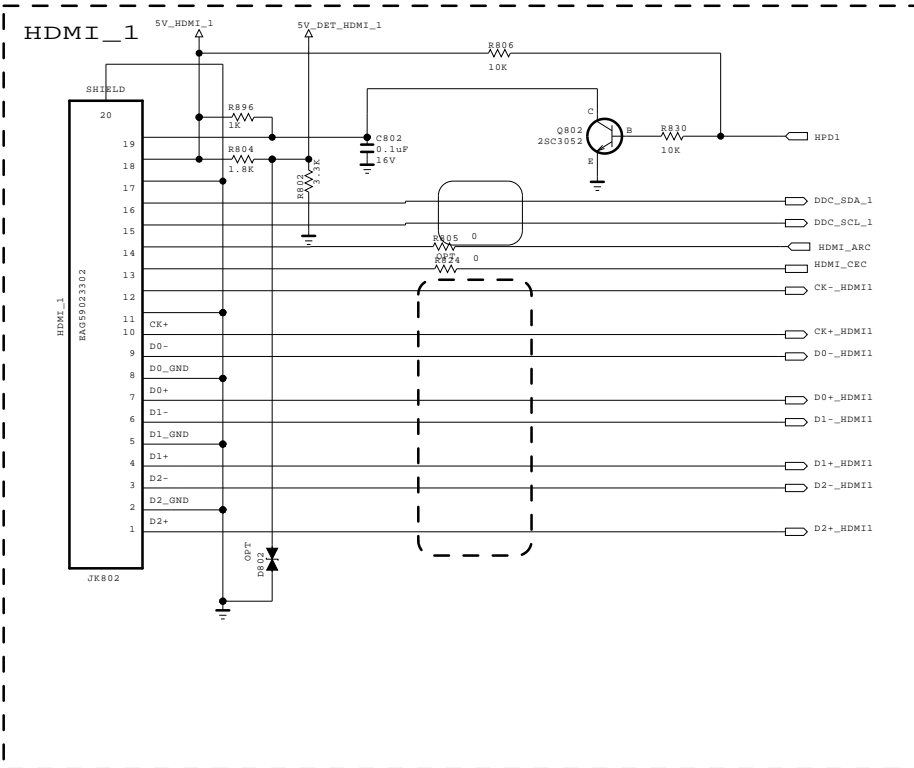 HDMI_1
5V_HDMI_1
5V_DET_HDMI_1
R806
10K
SHIELD
20
R896
1K
C802
0.1uF
16V
Q802
2SC3052
C
B
E
R830
10K
HPD1
19
R804
1.8K
R802
3.3K
18
17
16
DDC_SDA_1
15
DDC_SCL_1
R805
0
OPT
14
HDMI_ARC
R824
0
13
HDMI_CEC
12
CK-_HDMI1
HDMI_1
EAG59023302
11
CK+
10
CK+_HDMI1
D0-
9
D0-_HDMI1
D0_GND
8
D0+
7
D0+_HDMI1
D1-
6
D1-_HDMI1
D1_GND
5
D1+
4
D1+_HDMI1
D2-
3
D2-_HDMI1
D2_GND
2
D2+
1
D2+_HDMI1
OPT
D802
JK802